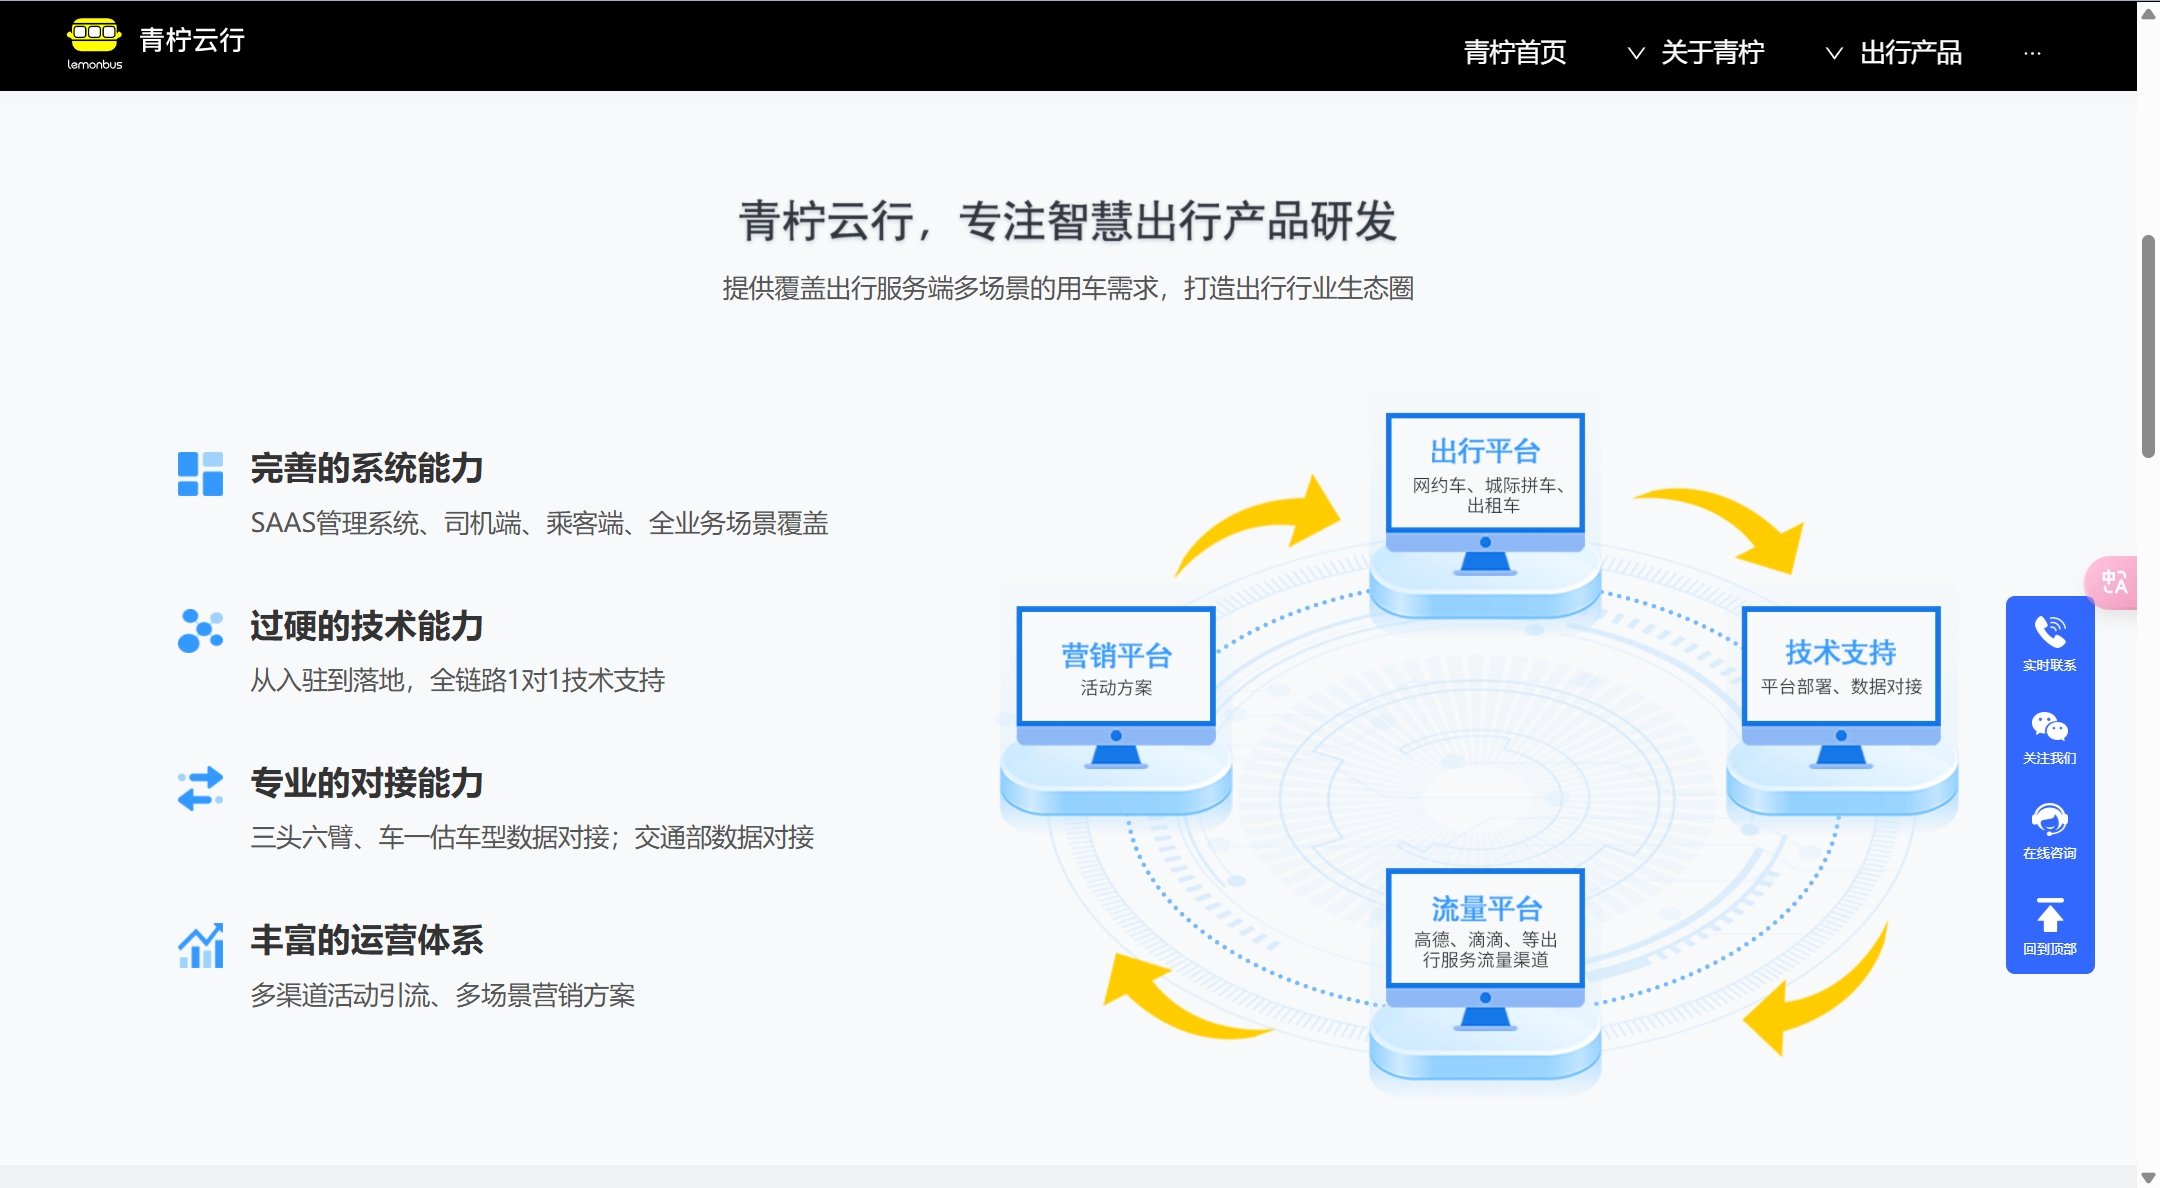 lemonbus
青柠云行
青柠首页
关于青柠
出行产品
...
青柠云行，专注智慧出行产品研发
提供覆盖出行服务端多场景的用车需求，打造出行行业生态圈
完善的系统能力
SAAS管理系统、司机端、乘客端、全业务场景覆盖
过硬的技术能力
从入驻到落地，全链路1对1技术支持
专业的对接能力
三头六臂、车一估车型数据对接；交通部数据对接
丰富的运营体系
多渠道活动引流、多场景营销方案
出行平台
网约车、城际拼车、
出租车
营销平台
活动方案
技术支持
平台部署、数据对接
流量平台
高德、滴滴、等出
行服务流量渠道
中A
实时联系
关注我们
在线咨询
回到顶部